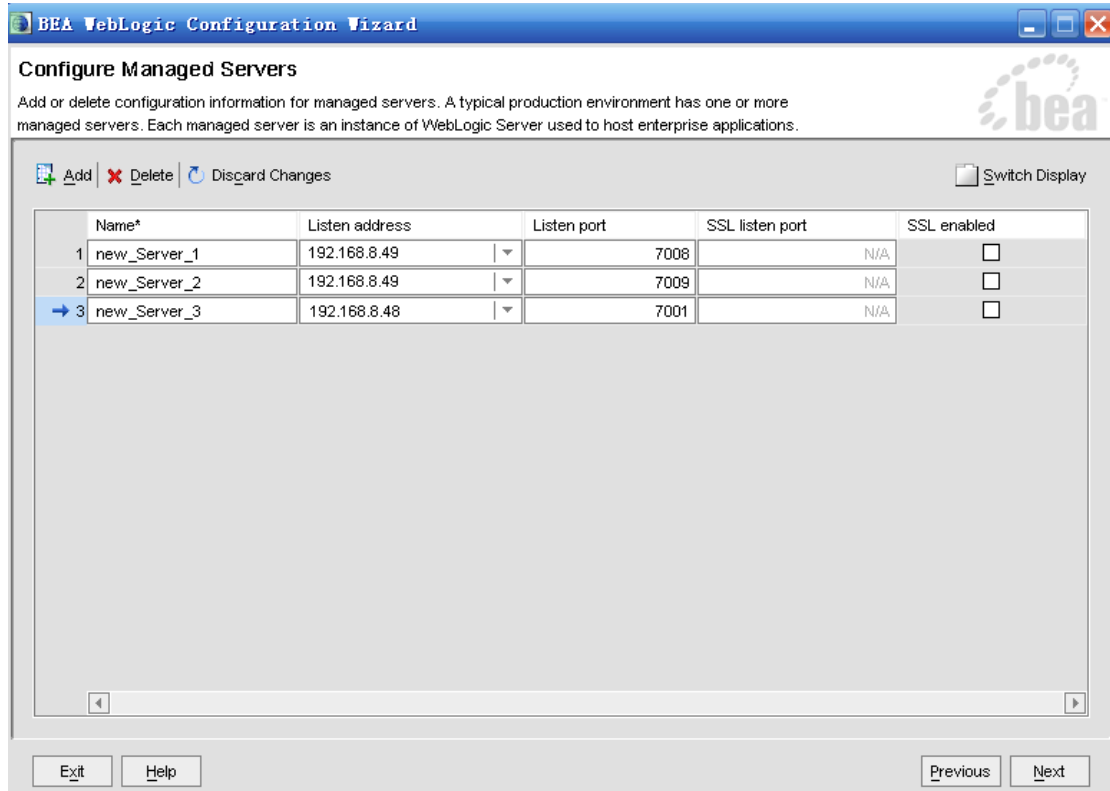 BEA WebLogic Configuration Wizard
Configure Managed Servers
Add or delete configuration information for managed servers. A typical production environment has one or more
managed servers. Each managed server is an instance of WebLogic Server used to host enterprise applications.
bea
Add Delete Discard Changes Switch Display
Name* Listen address Listen port SSL listen port SSL enabled
1 new_Server_1 192.168.8.49 7008 N/A
2 new_Server_2 192.168.8.49 7009 N/A
3 new_Server_3 192.168.8.48 7001 N/A
Exit Help Previous Next